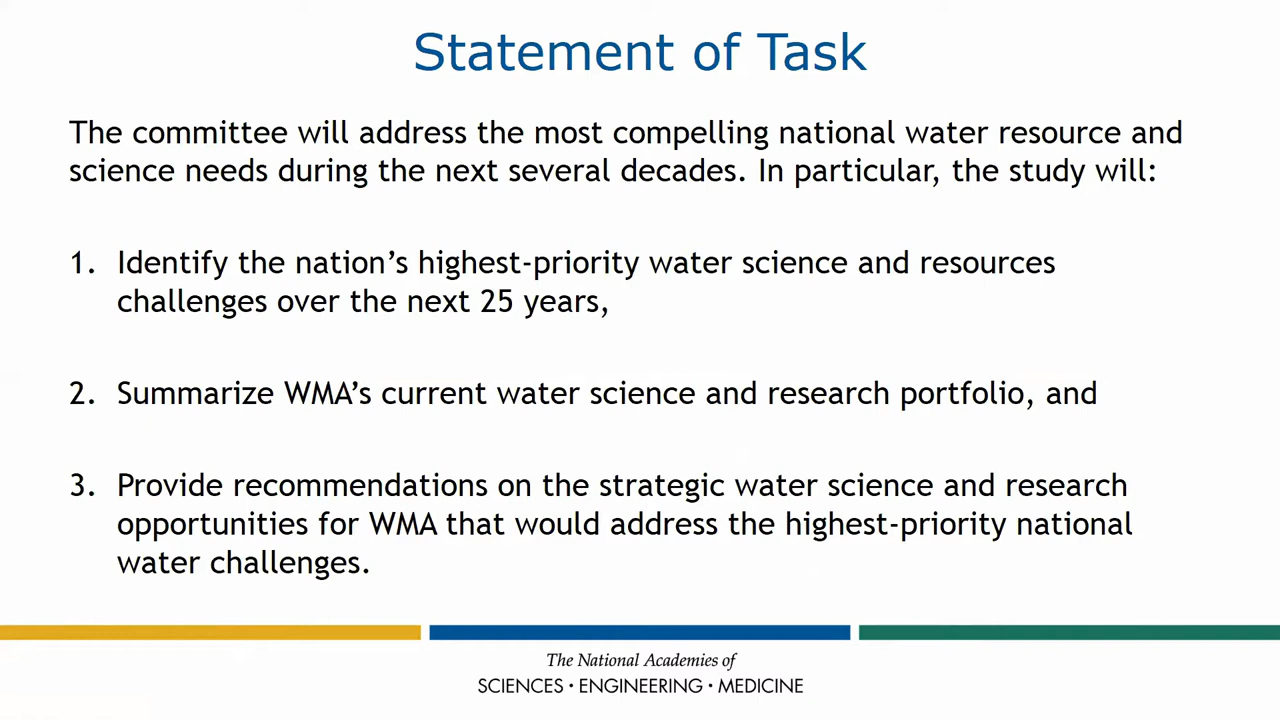 Statement of Task
The committee will address the most compelling national water resource and
science needs during the next several decades. In particular, the study will:
1. Identify the nation's highest-priority water science and resources
challenges over the next 25 years,
2. Summarize WMA's current water science and research portfolio, and
3. Provide recommendations on the strategic water science and research
opportunities for WMA that would address the highest-priority national
water challenges.
The National Academies of
SCIENCES · ENGINEERING · MEDICINE